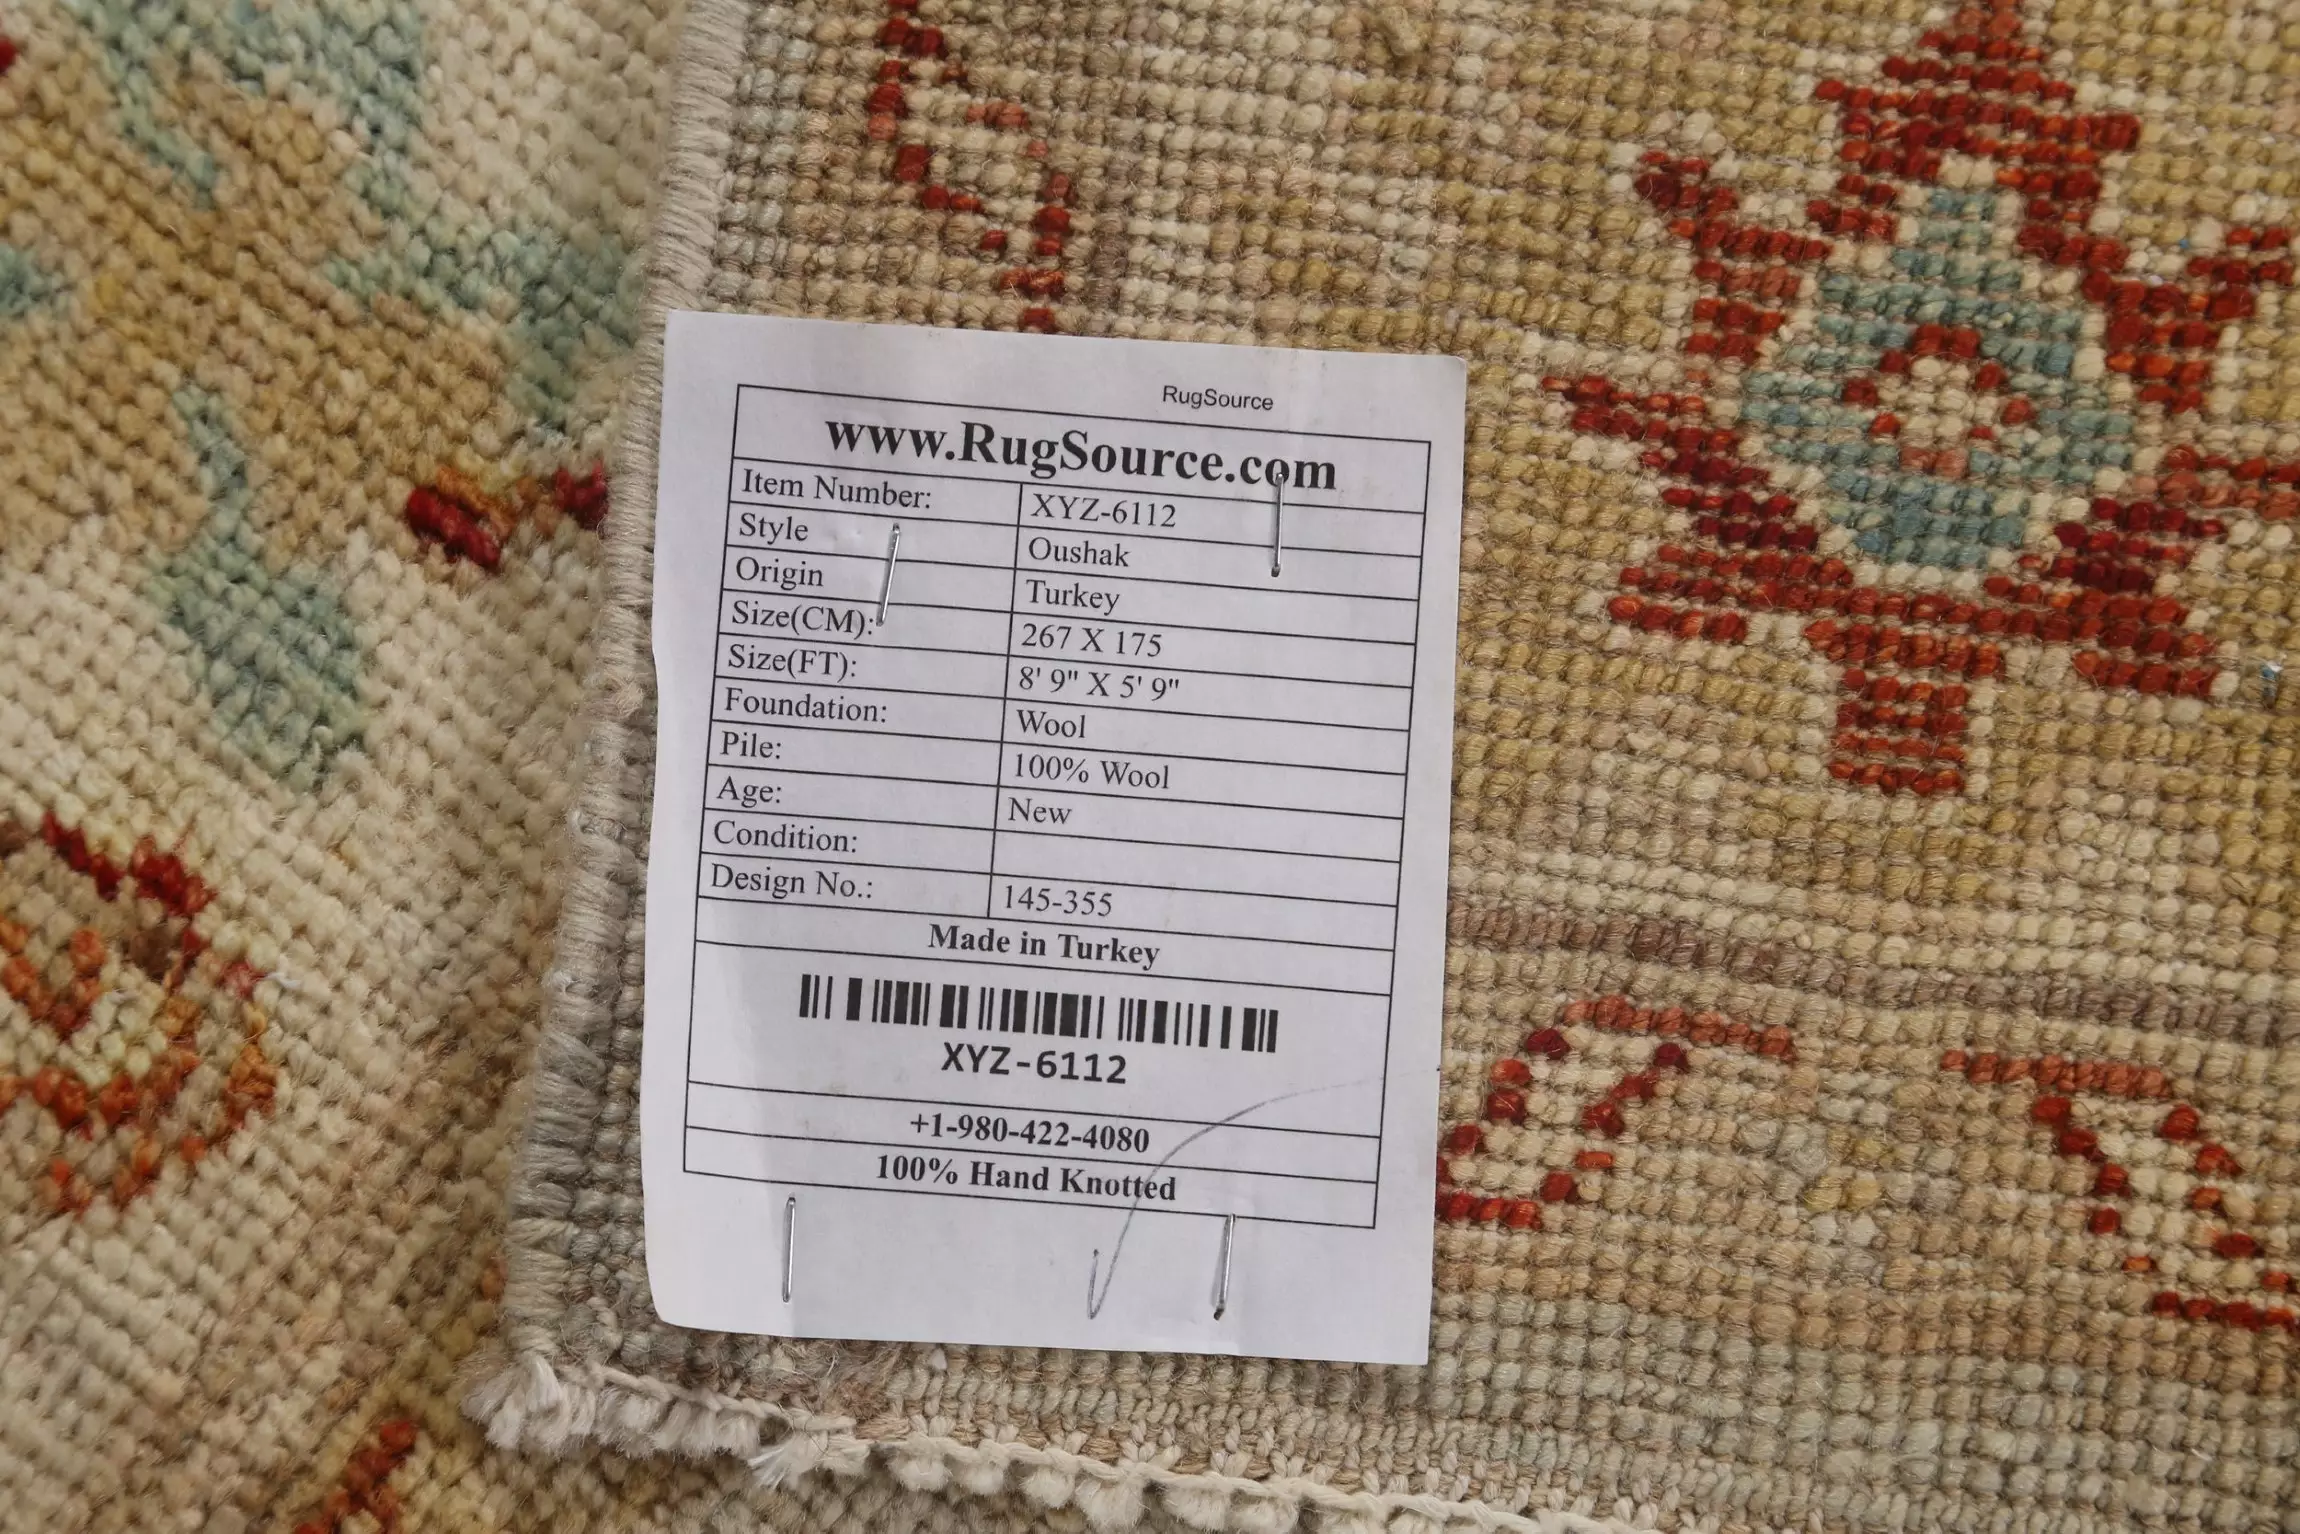 RugSource
www.RugSource.com
Item Number: XYZ-6112
Style Oushak
Origin Turkey
Size(CM): 267 X 175
Size(FT): 8' 9" X 5' 9"
Foundation: Wool
Pile: 100% Wool
Age: New
Condition:
Design No.: 145-355
Made in Turkey
XYZ-6112
+1-980-422-4080
100% Hand Knotted